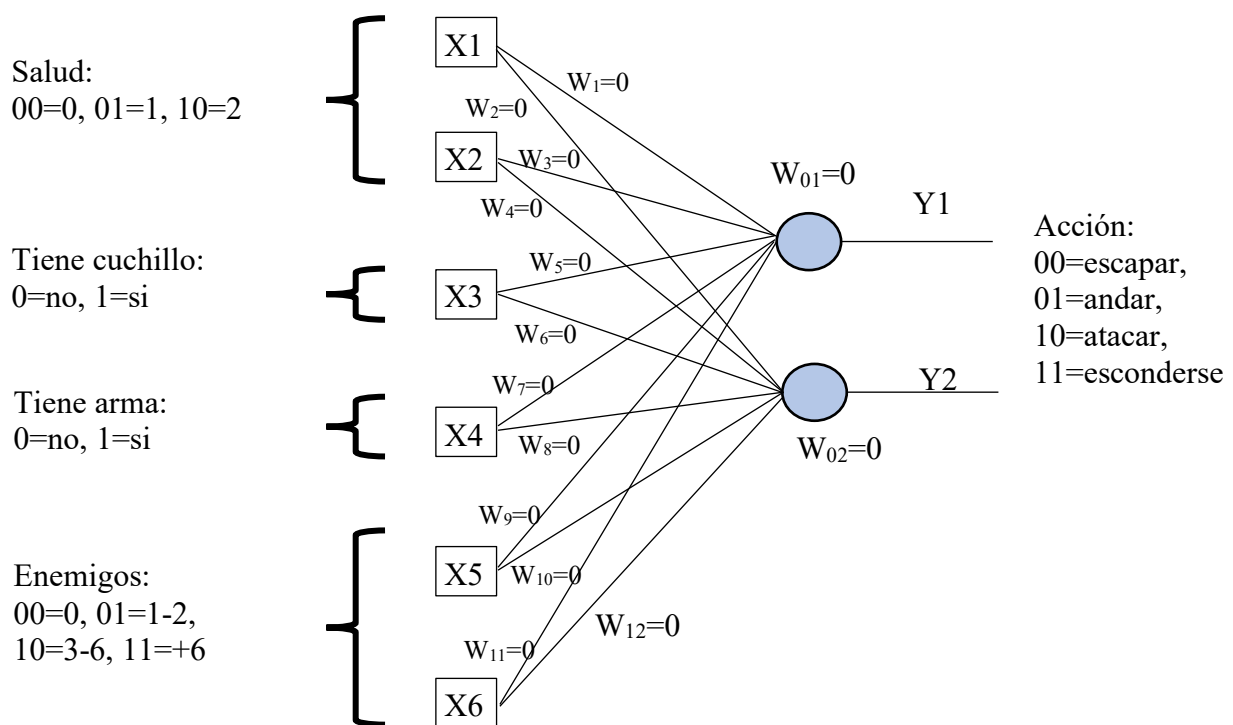 Salud:
00=0, 01=1, 10=2
Tiene cuchillo:
0=no, 1=si
Tiene arma:
0=no, 1=si
Enemigos:
00=0, 01=1-2,
10=3-6, 11=+6
X1
X2
X3
X4
X5
X6
W₁=0
W₂=0
W₃=0
W₄=0
W₅=0
W₆=0
W₇=0
W₈=0
W₉=0
W₁₀=0
W₁₁=0
W₁₂=0
W₀₁=0
W₀₂=0
Y1
Y2
Acción:
00=escapar,
01=andar,
10=atacar,
11=esconderse